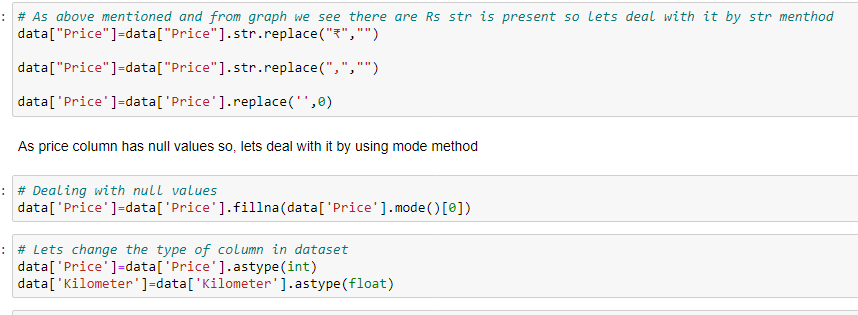 : # As above mentioned and from graph we see there are Rs str is present so Lets deal with it by str menthod
data["Price"]=data["Price"].str.replace("₹","")
data["Price"]=data["Price"].str.replace(",","")
data['Price']=data['Price'].replace('',0)
As price column has null values so, lets deal with it by using mode method
: # Dealing with null values
data['Price']=data['Price'].fillna(data['Price'].mode()[0])
: # Lets change the type of column in dataset
data['Price']=data['Price'].astype(int)
data['Kilometer']=data['Kilometer'].astype(float)